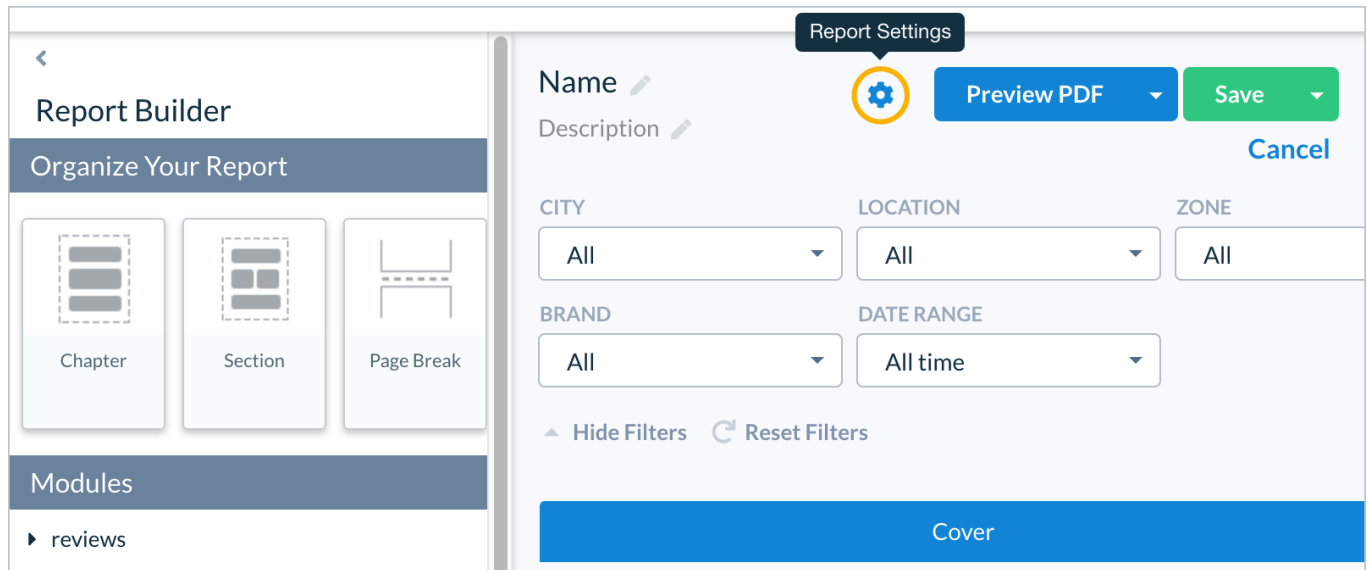 Report Settings
Report Builder
Organize Your Report
Chapter
Section
Page Break
Modules
reviews
Name
Description
Preview PDF
Save
Cancel
CITY
LOCATION
ZONE
All
All
All
BRAND
DATE RANGE
All
All time
Hide Filters
Reset Filters
Cover